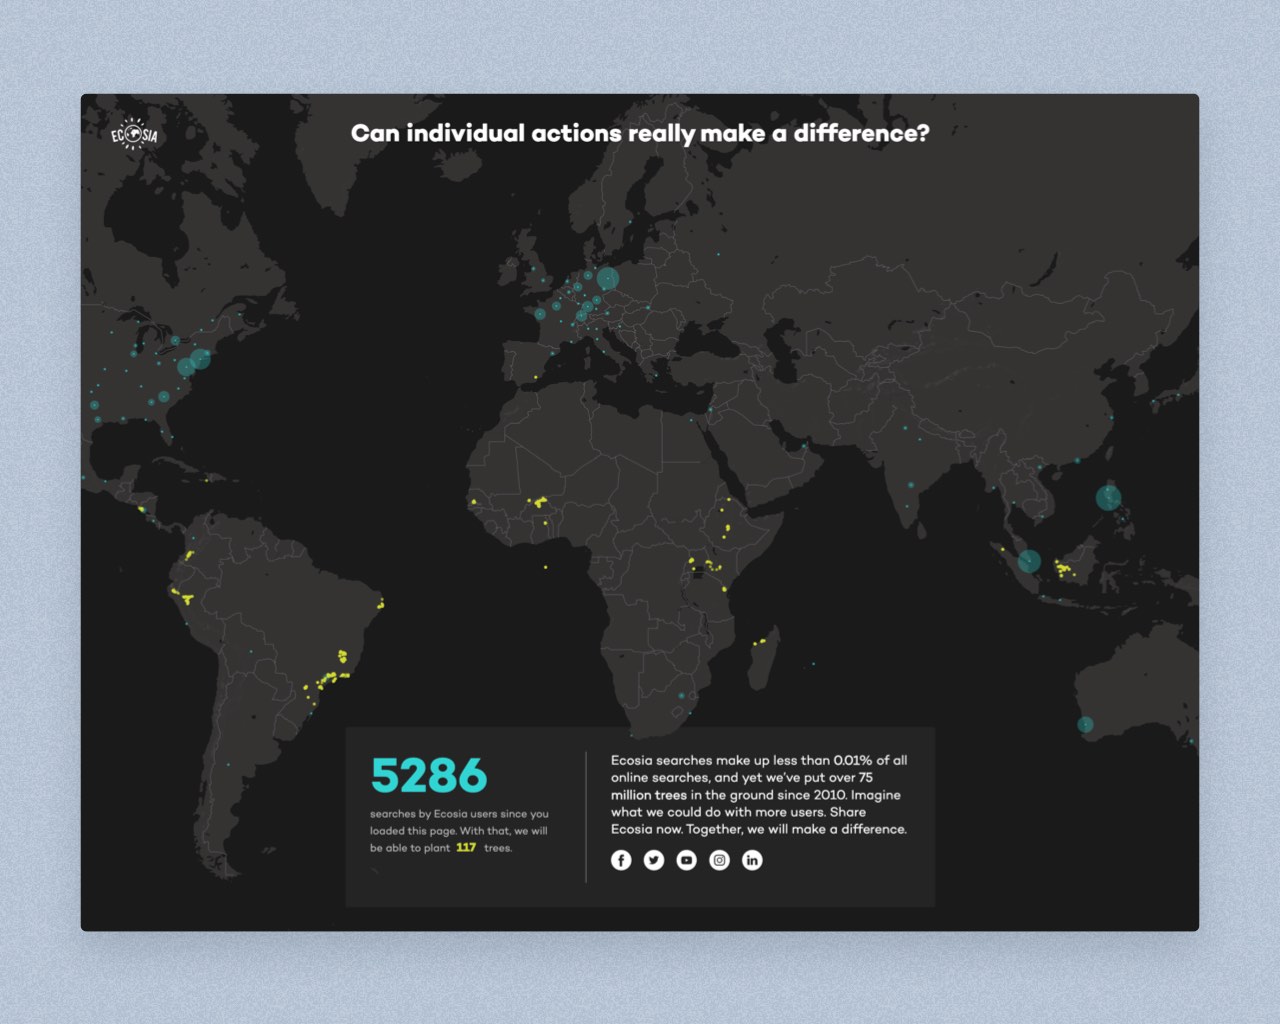 ECOSIA
Can individual actions really make a difference?
5286
searches by Ecosia users since you
loaded this page. With that, we will
be able to plant 117 trees.
Ecosia searches make up less than 0.01% of all
online searches, and yet we've put over 75
million trees in the ground since 2010. Imagine
what we could do with more users. Share
Ecosia now. Together, we will make a difference.